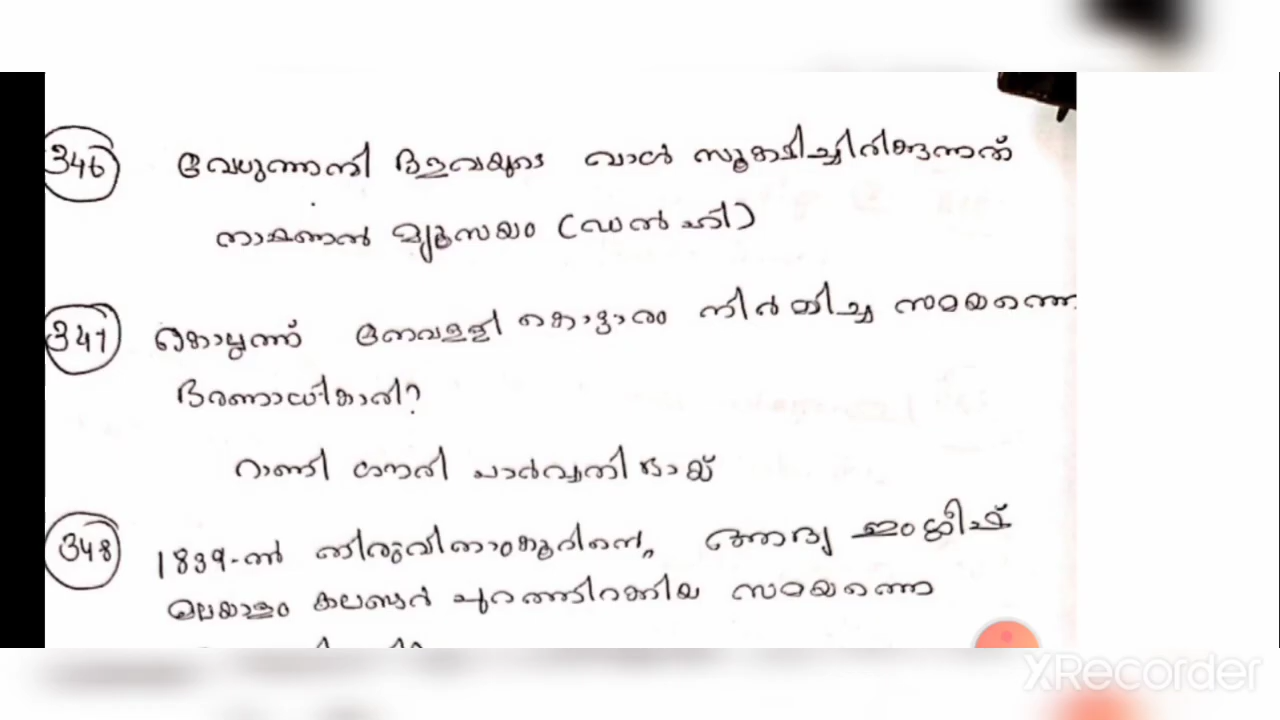 346 വേലുത്തമ്പി ദളവയുടെ വാൾ സൂക്ഷിച്ചിരിക്കുന്നത്
നാഷണൽ മ്യൂസിയം (ഡൽഹി)
347 കൊല്ലത്ത് തേവള്ളി കൊട്ടാരം നിർമ്മിച്ച സമയത്തെ
ഭരണാധികാരി?
റാണി ഗൗരി പാർവ്വതി ഭായ്
348 1839-ൽ തിരുവിതാംകൂറിന്റെ ആദ്യ ഇംഗ്ലീഷ്
മലയാളം കലണ്ടർ പുറത്തിറക്കിയ സമയത്തെ
XRecorder